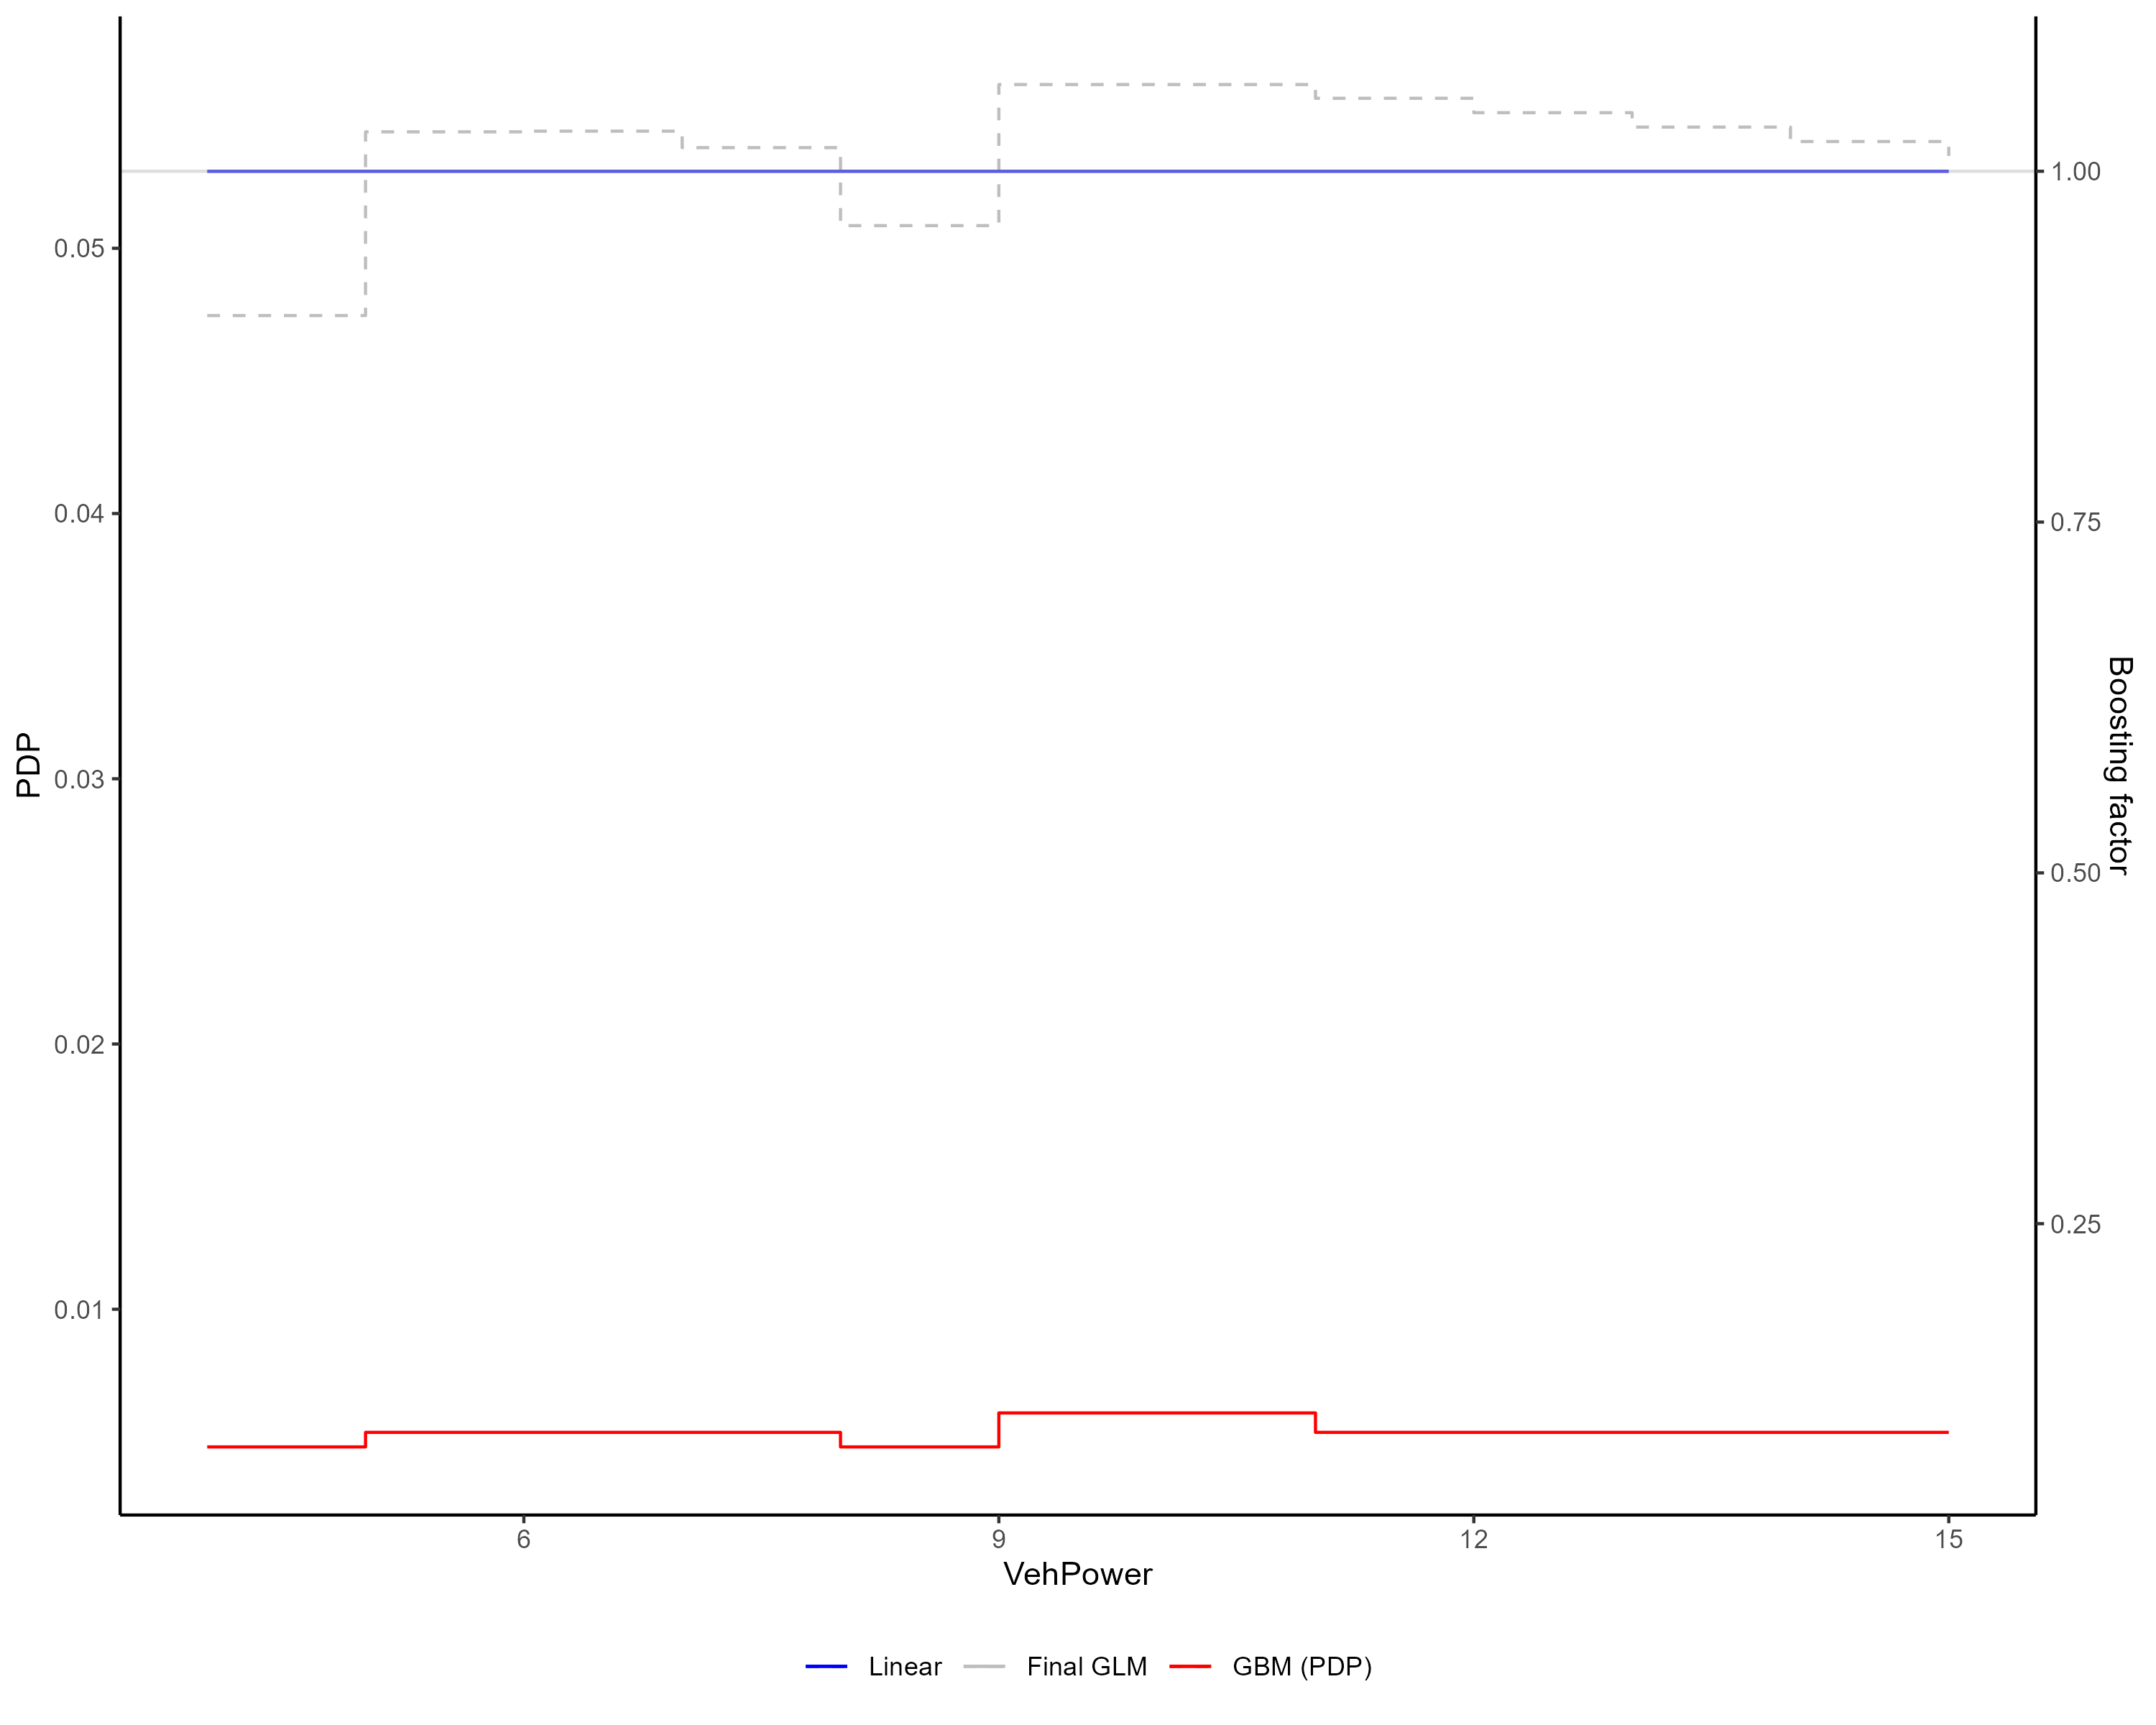 PDP
0.05
0.04
0.03
0.02
0.01
1.00
0.75
0.50
0.25
Boosting factor
6 9 12 15
VehPower
Linear Final GLM GBM (PDP)